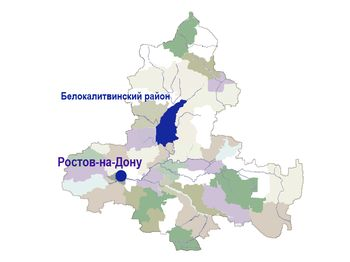 Белокалитвинский район
Ростов-на-Дону